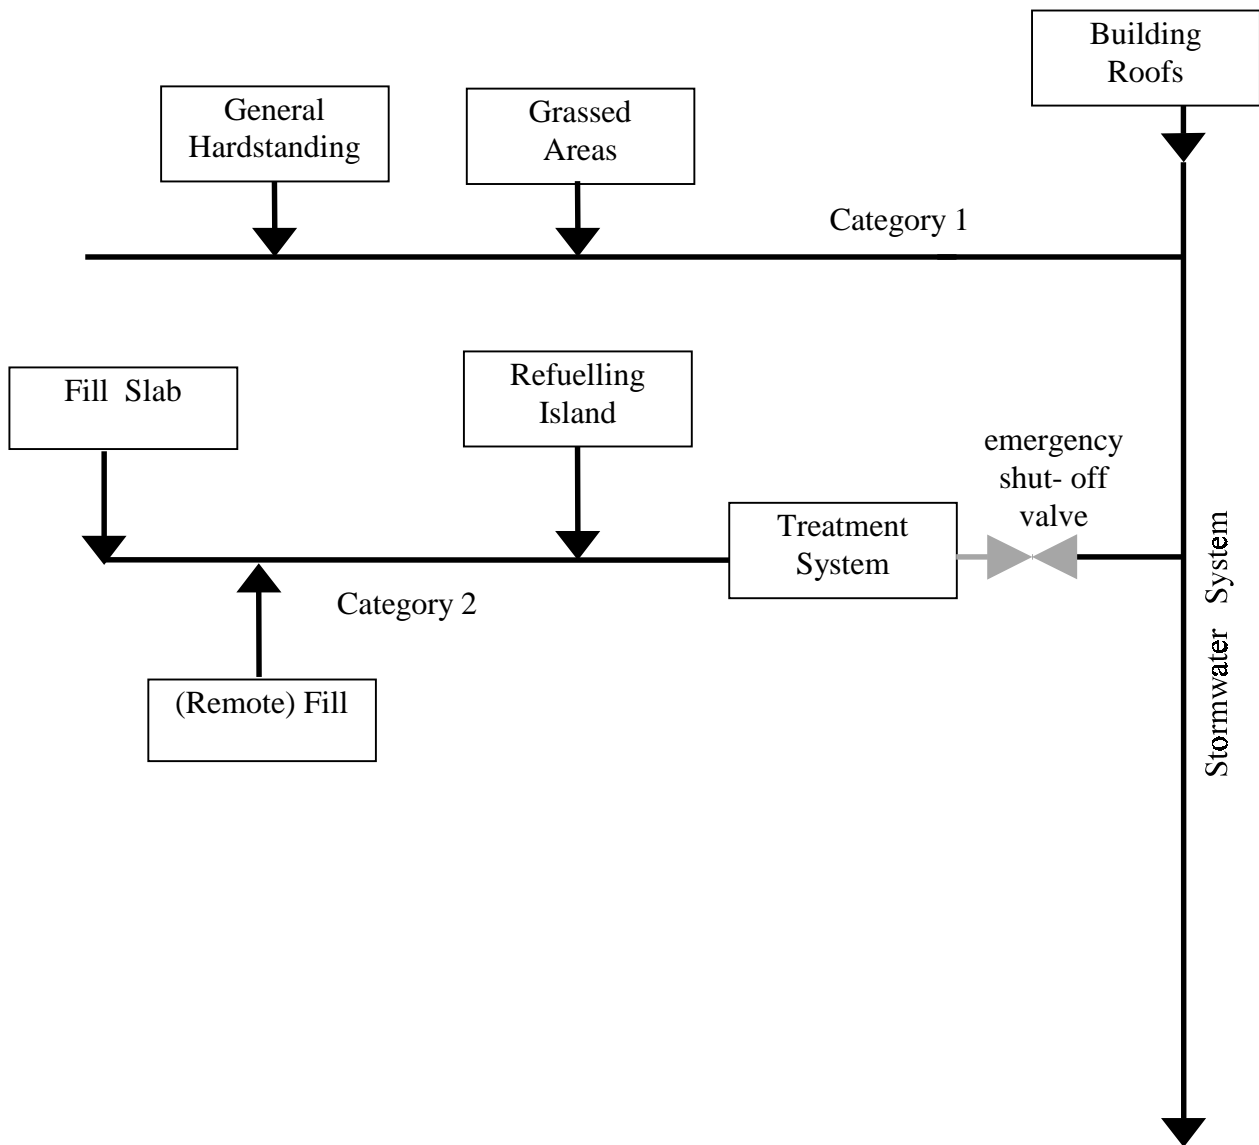 Building
Roofs
General
Hardstanding
Grassed
Areas
Category 1
Fill Slab
Refuelling
Island
emergency
shut- off
valve
Treatment
System
Category 2
(Remote) Fill
Stormwater System